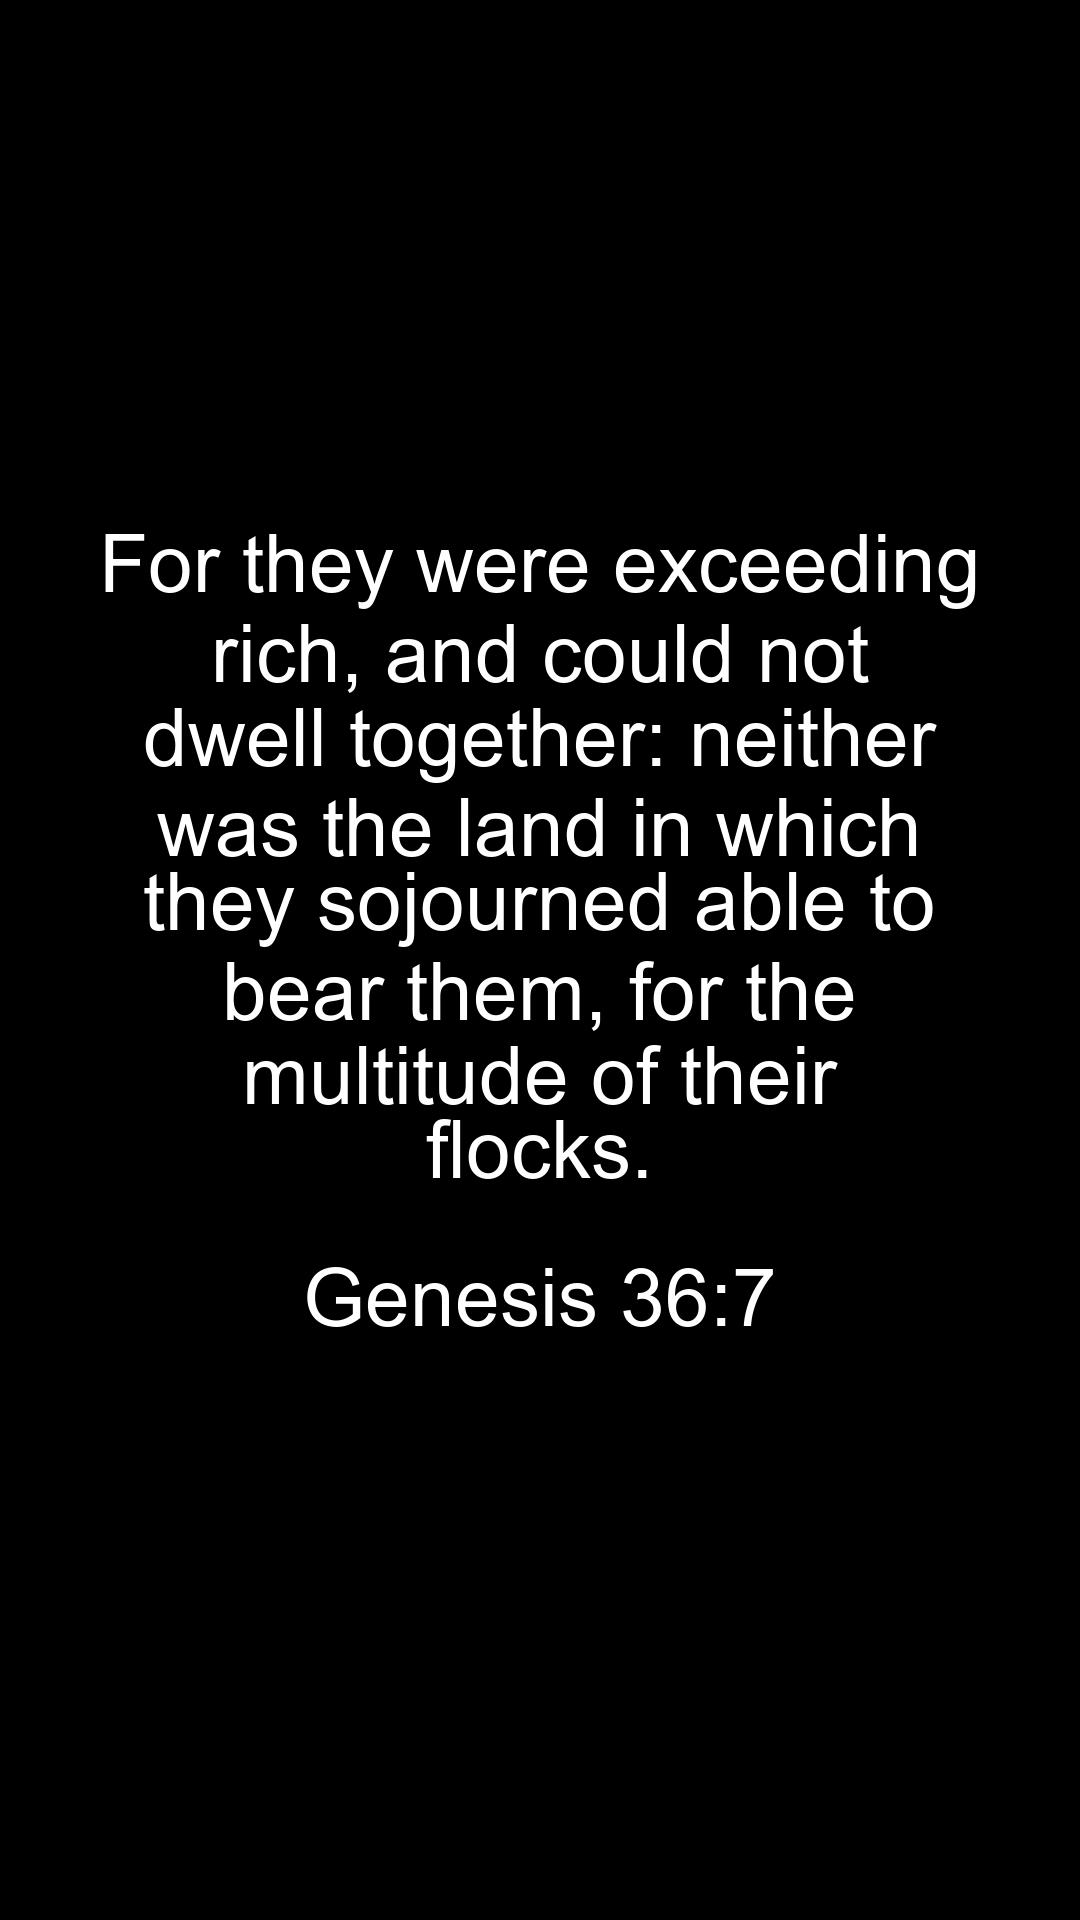 For they were exceeding
rich, and could not
dwell together: neither
was the land in which
they sojourned able to
bear them, for the
multitude of their
flocks.
Genesis 36:7